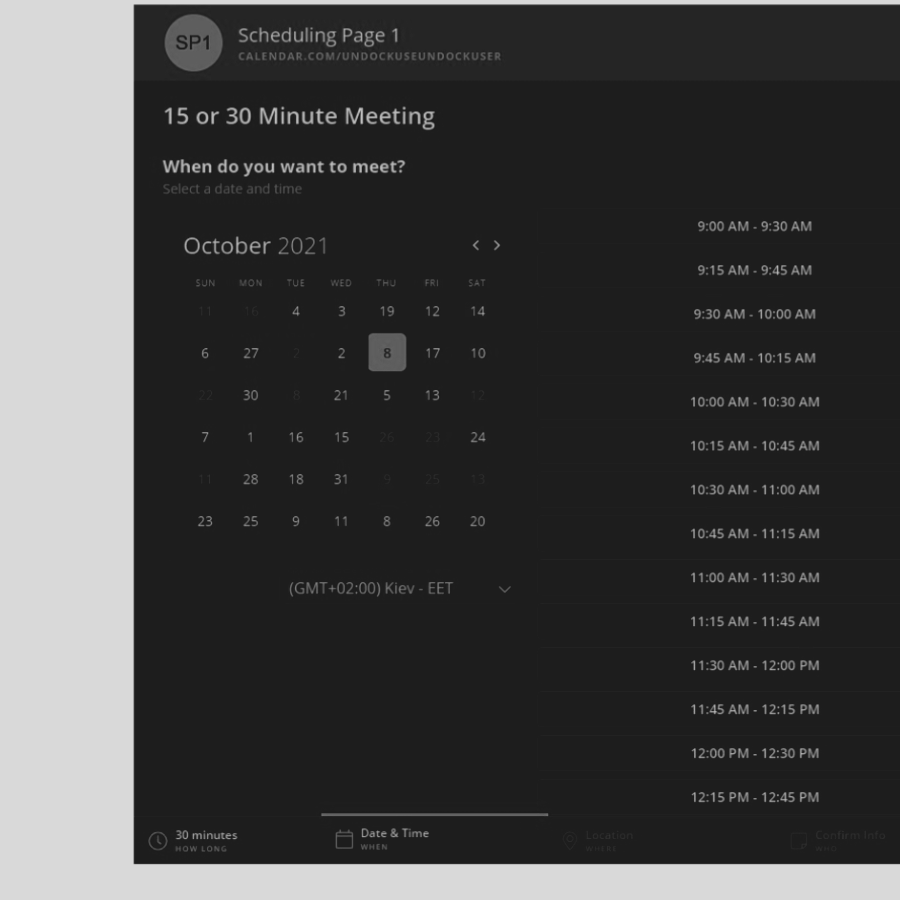 SP1
Scheduling Page 1
CALENDAR.COM/UNDOCKUSEUNDOCKUSER
15 or 30 Minute Meeting
When do you want to meet?
Select a date and time
October 2021
SUN MON TUE WED THU FRI SAT
11 16 4 3 19 12 14
6 27 2 2 8 17 10
22 30 8 21 5 13 12
7 1 16 15 26 23 24
11 28 18 31 9 25 13
23 25 9 11 8 26 20
(GMT+02:00) Kiev - EET
9:00 AM - 9:30 AM
9:15 AM - 9:45 AM
9:30 AM - 10:00 AM
9:45 AM - 10:15 AM
10:00 AM - 10:30 AM
10:15 AM - 10:45 AM
10:30 AM - 11:00 AM
10:45 AM - 11:15 AM
11:00 AM - 11:30 AM
11:15 AM - 11:45 AM
11:30 AM - 12:00 PM
11:45 AM - 12:15 PM
12:00 PM - 12:30 PM
12:15 PM - 12:45 PM
30 minutes
HOW LONG
Date & Time
WHEN
Location
WHERE
Confirm Info
WHO